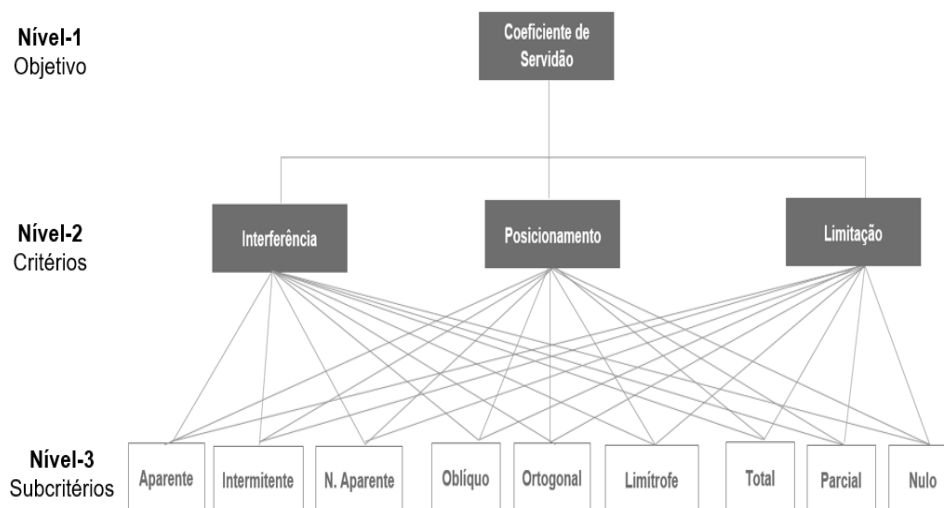 Nível-1
Objetivo
Coeficiente de
Servidão
Nível-2
Critérios
Interferência
Posicionamento
Limitação
Nível-3
Subcritérios
Aparente
Intermitente
N. Aparente
Oblíquo
Ortogonal
Limítrofe
Total
Parcial
Nulo